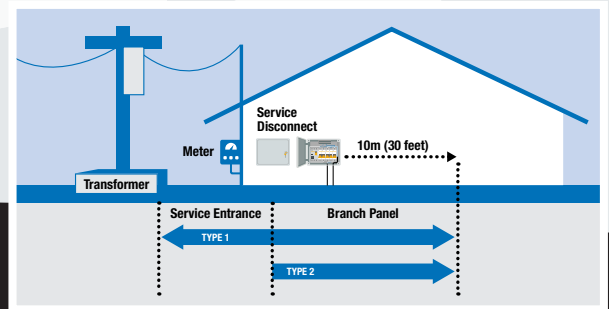 Service
Disconnect
Meter
10m (30 feet)
Transformer
Service Entrance
Branch Panel
TYPE 1
TYPE 2